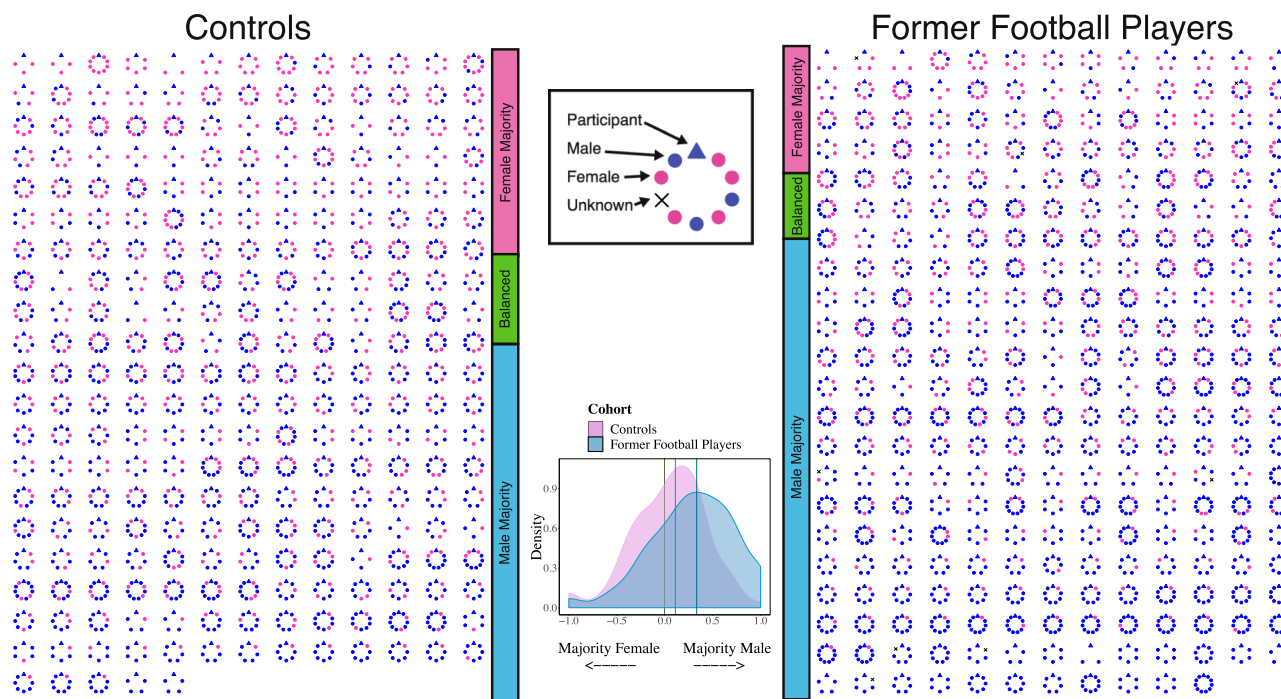 Controls
Former Football Players
Female Majority
Balanced
Male Majority
Participant
Male
Female
Unknown
Cohort
Controls
Former Football Players
Density
0.9
0.6
0.3
0.0
−1.0 −0.5 0.0 0.5 1.0
Majority Female Majority Male
<----- ----->
Female Majority
Balanced
Male Majority